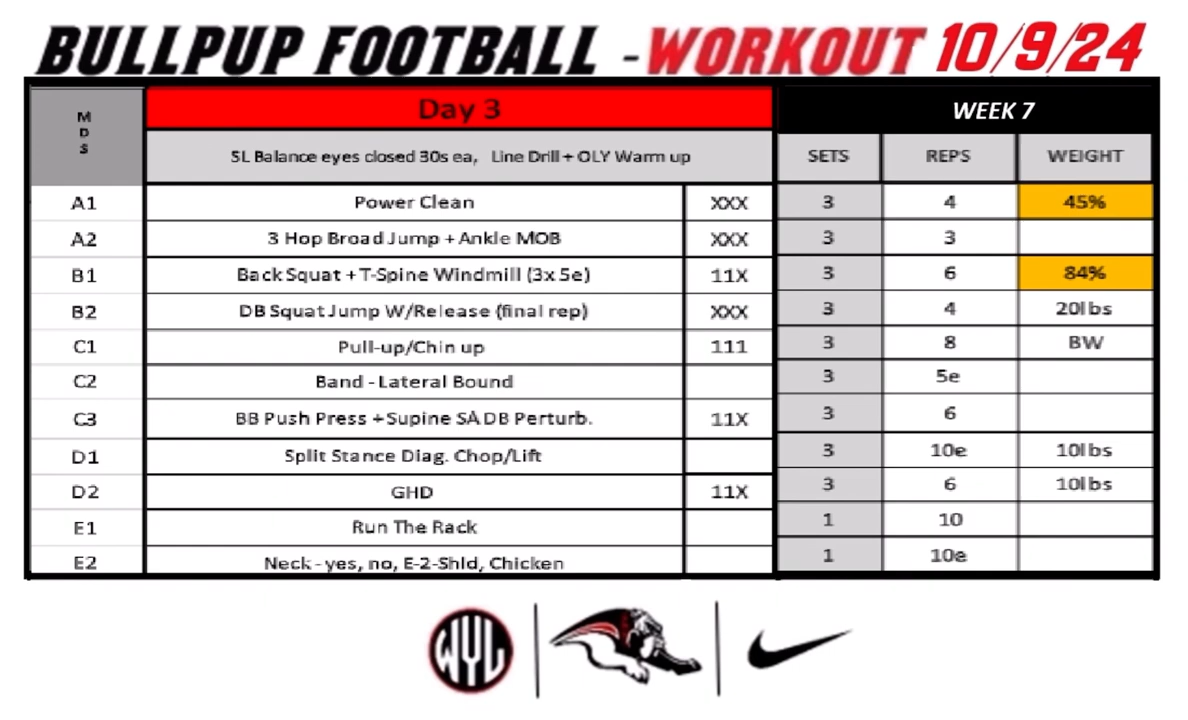 BULLPUP FOOTBALL - WORKOUT 10/9/24
MDS Day 3 WEEK 7
SL Balance eyes closed 30s ea, Line Drill + OLY Warm up SETS REPS WEIGHT
A1 Power Clean XXX 3 4 45%
A2 3 Hop Broad Jump + Ankle MOB XXX 3 3
B1 Back Squat + T-Spine Windmill (3x 5e) 11X 3 6 84%
B2 DB Squat Jump W/Release (final rep) XXX 3 4 20lbs
C1 Pull-up/Chin up 111 3 8 BW
C2 Band - Lateral Bound 3 5e
C3 BB Push Press + Supine SA DB Perturb. 11X 3 6
D1 Split Stance Diag. Chop/Lift 3 10e 10lbs
D2 GHD 11X 3 6 10lbs
E1 Run The Rack 1 10
E2 Neck - yes, no, E-2-Shld, Chicken 1 10e
WYL